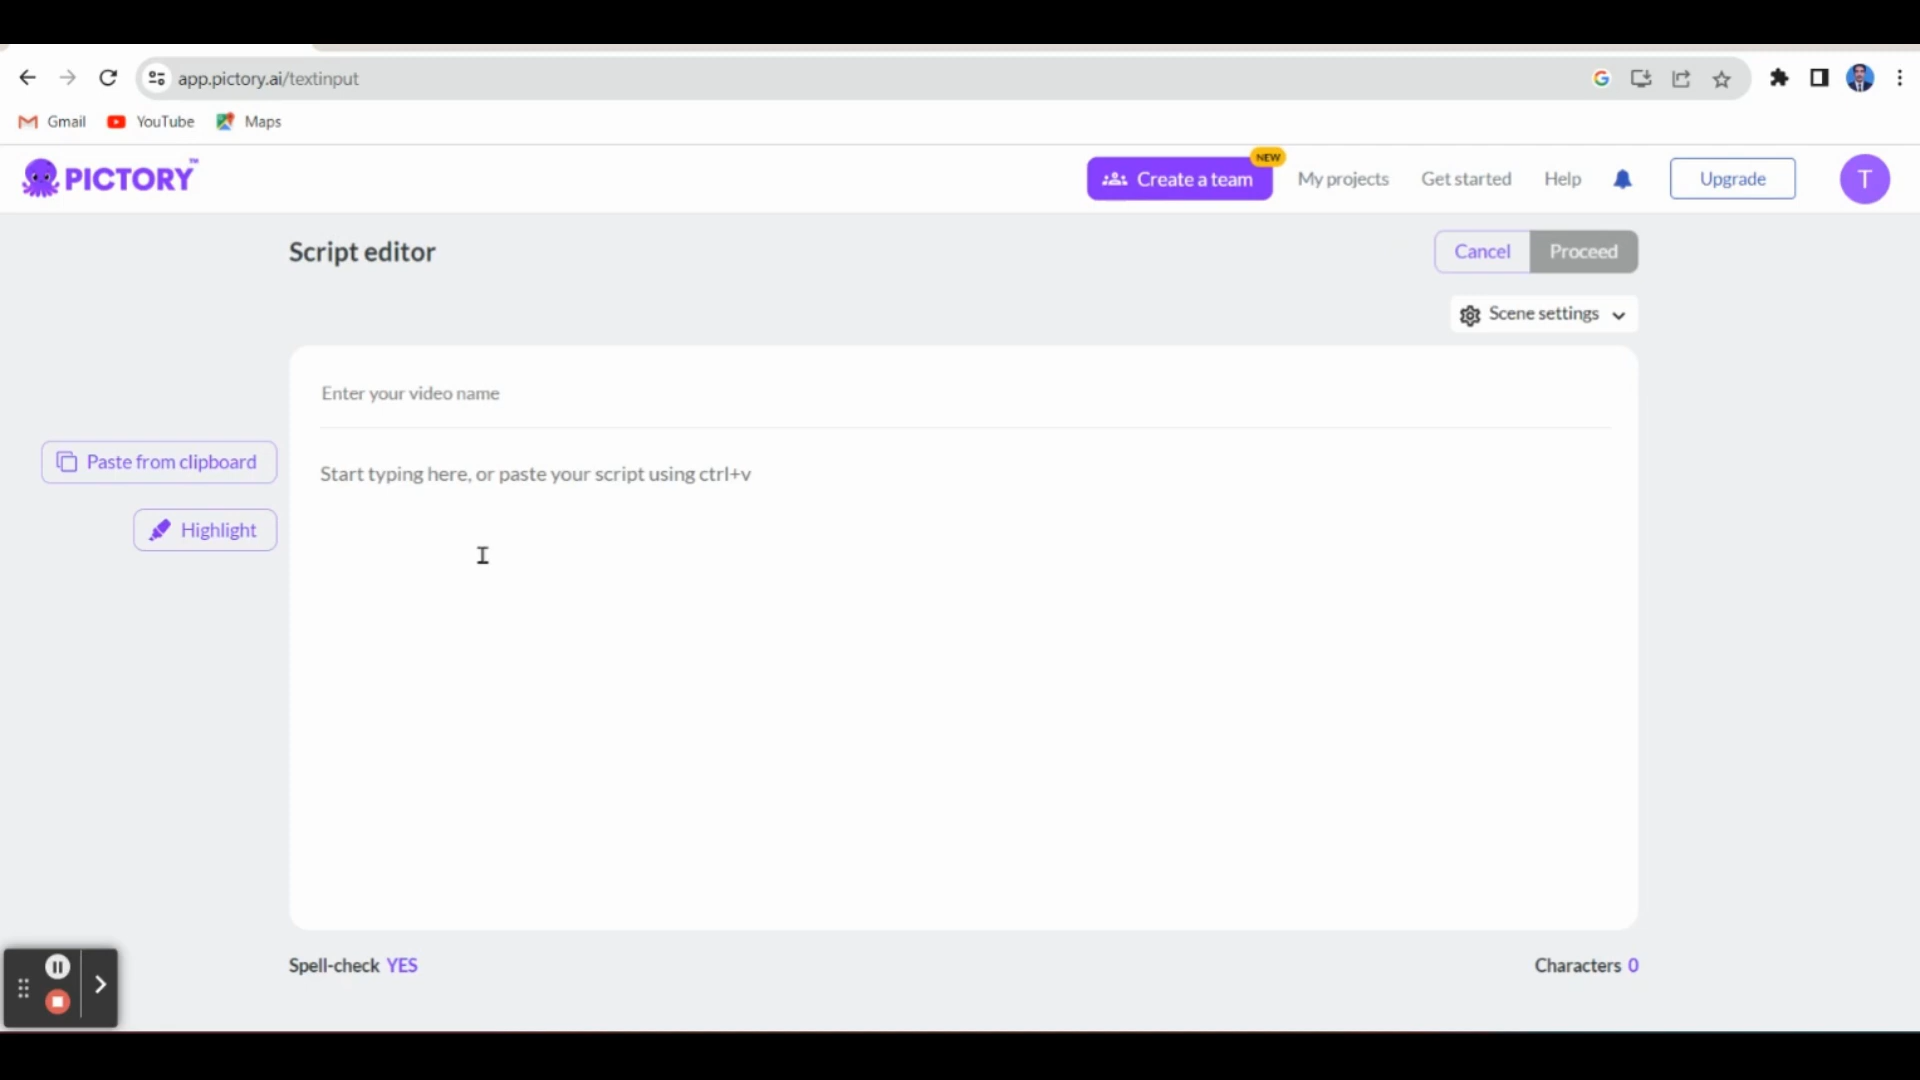 app.pictory.ai/textinput
Gmail YouTube Maps
PICTORY™ Create a team NEW My projects Get started Help Upgrade T
Script editor Cancel Proceed
Scene settings
Enter your video name
Paste from clipboard
Start typing here, or paste your script using ctrl+v
Highlight
Spell-check YES Characters 0